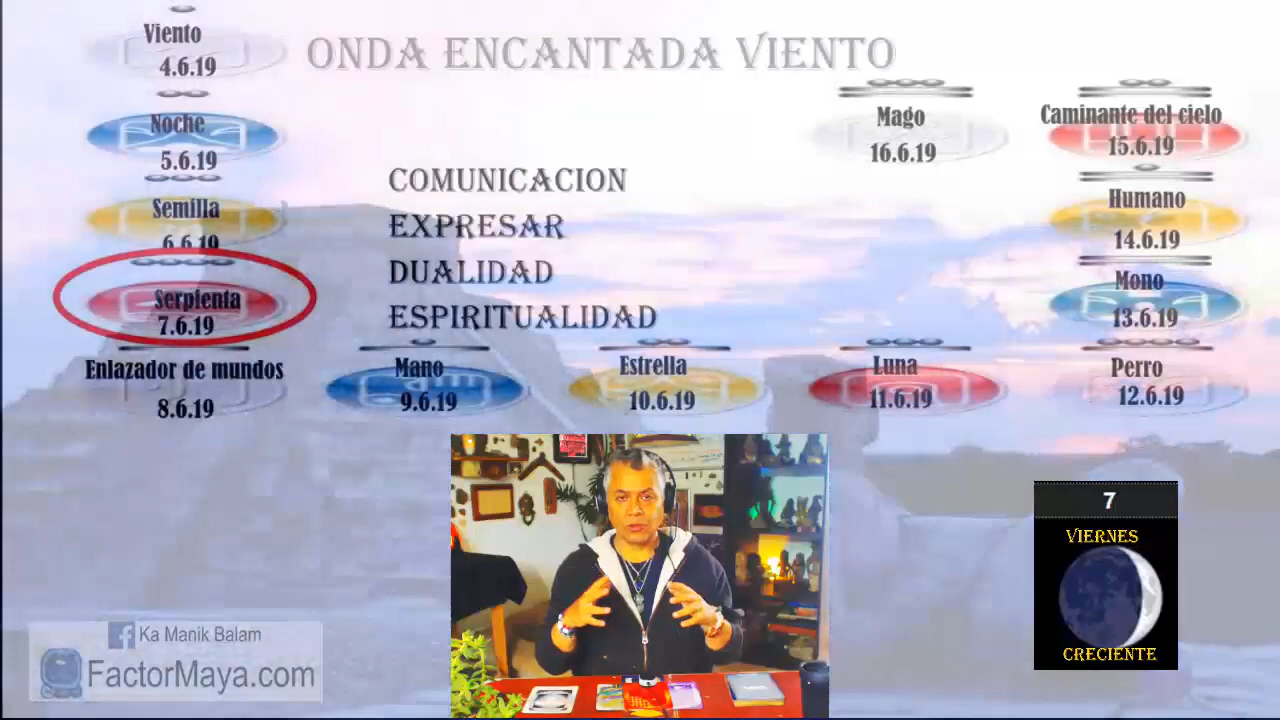 Viento
4.6.19
ONDA ENCANTADA VIENTO
Noche
5.6.19
Semilla
6.6.19
Serpienta
7.6.19
Enlazador de mundos
8.6.19
COMUNICACION
EXPRESAR
DUALIDAD
ESPIRITUALIDAD
Mago
16.6.19
Caminante del cielo
15.6.19
Humano
14.6.19
Mono
13.6.19
Mano
9.6.19
Estrella
10.6.19
Luna
11.6.19
Perro
12.6.19
7
VIERNES
CRECIENTE
Ka Manik Balam
FactorMaya.com